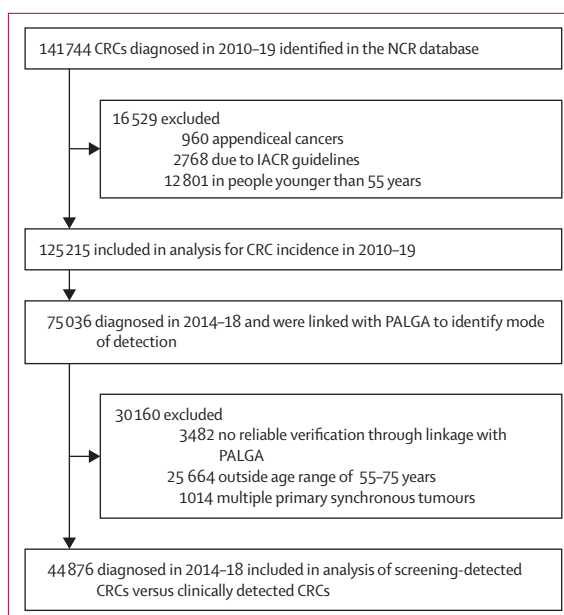 141744 CRCs diagnosed in 2010–19 identified in the NCR database
16529 excluded
960 appendiceal cancers
2768 due to IACR guidelines
12801 in people younger than 55 years
125215 included in analysis for CRC incidence in 2010–19
75036 diagnosed in 2014–18 and were linked with PALGA to identify mode
of detection
30160 excluded
3482 no reliable verification through linkage with
PALGA
25664 outside age range of 55–75 years
1014 multiple primary synchronous tumours
44876 diagnosed in 2014–18 included in analysis of screening-detected
CRCs versus clinically detected CRCs